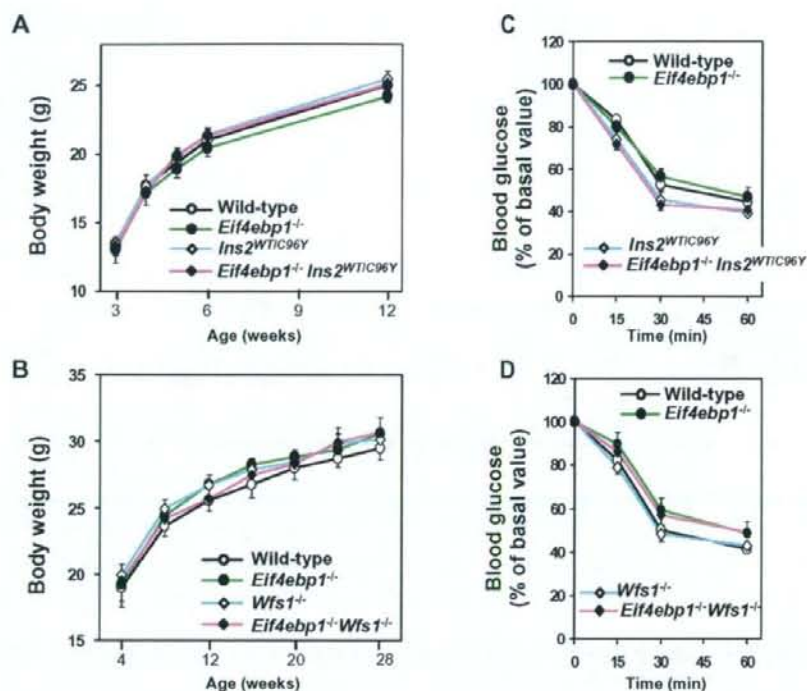 A
Body weight (g)
25
20
15
10
Wild-type
Eif4ebp1-/-
Ins2WT/C96Y
Eif4ebp1-/- Ins2WT/C96Y
3
6
9
12
Age (weeks)
B
Body weight (g)
35
30
25
20
15
Wild-type
Eif4ebp1-/-
Wfs1-/-
Eif4ebp1-/-Wfs1-/-
4
12
20
28
Age (weeks)
C
Blood glucose
(% of basal value)
120
100
80
60
40
20
0
Wild-type
Eif4ebp1-/-
Ins2WT/C96Y
Eif4ebp1-/- Ins2WT/C96Y
0
15
30
45
60
Time (min)
D
Blood glucose
(% of basal value)
120
100
80
60
40
20
0
Wild-type
Eif4ebp1-/-
Wfs1-/-
Eif4ebp1-/-Wfs1-/-
0
15
30
45
60
Time (min)